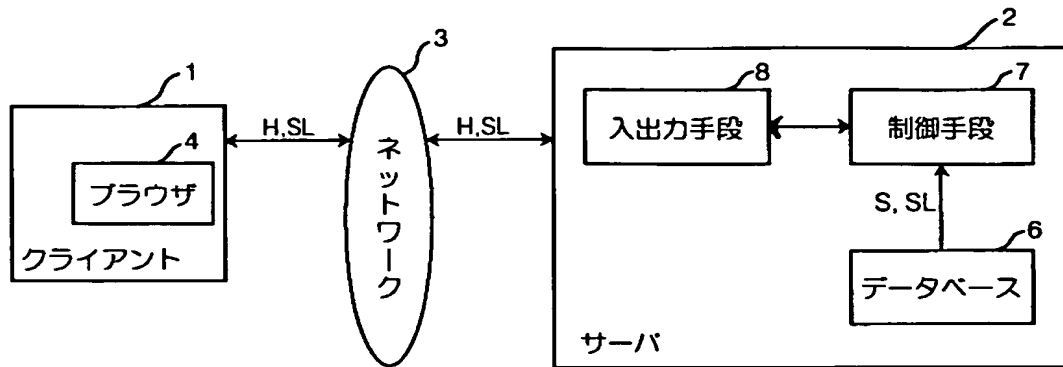 1
4
ブラウザ
クライアント
H,SL
3
ネットワーク
H,SL
2
8
入出力手段
7
制御手段
S, SL
6
データベース
サーバ